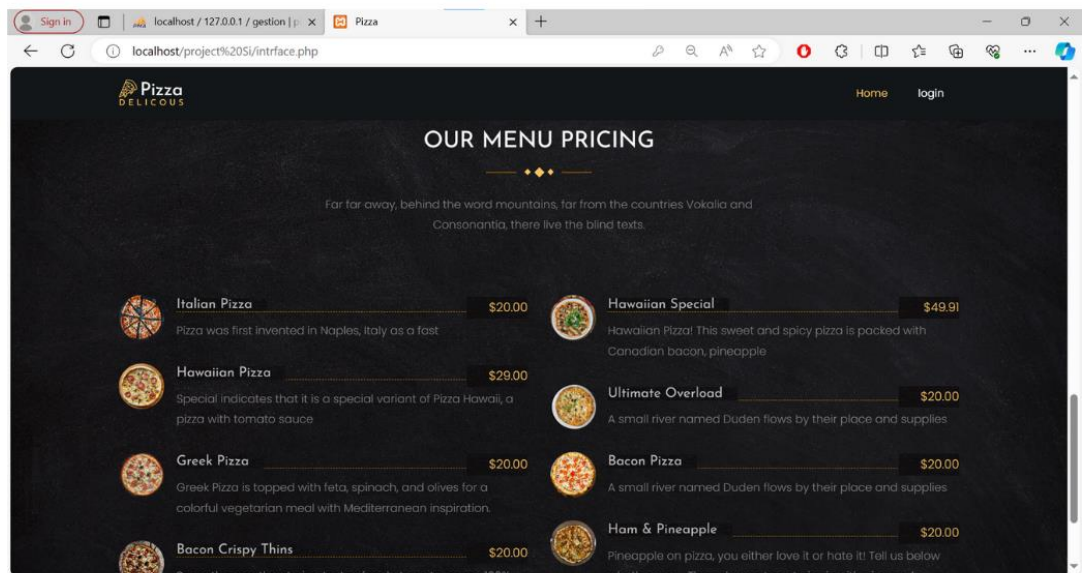 Sign in
localhost / 127.0.0.1 / gestion | p
Pizza
localhost/project%20Si/intrface.php
Pizza
DELICOUS
Home
login
OUR MENU PRICING
Far far away, behind the word mountains, far from the countries Vokalia and
Consonantia, there live the blind texts.
Italian Pizza $20.00
Pizza was first invented in Naples, Italy as a fast
Hawaiian Pizza $29.00
Special indicates that it is a special variant of Pizza Hawaii, a
pizza with tomato sauce
Greek Pizza $20.00
Greek Pizza is topped with feta, spinach, and olives for a
colorful vegetarian meal with Mediterranean inspiration.
Bacon Crispy Thins $20.00
Hawaiian Special $49.91
Hawaiian Pizza! This sweet and spicy pizza is packed with
Canadian bacon, pineapple
Ultimate Overload $20.00
A small river named Duden flows by their place and supplies
Bacon Pizza $20.00
A small river named Duden flows by their place and supplies
Ham & Pineapple $20.00
Pineapple on pizza, you either love it or hate it! Tell us below